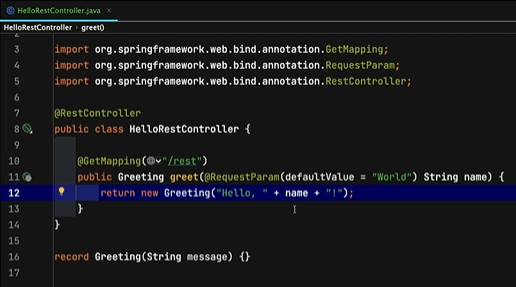 HelloRestController.java
HelloRestController > greet()
3 import org.springframework.web.bind.annotation.GetMapping;
4 import org.springframework.web.bind.annotation.RequestParam;
5 import org.springframework.web.bind.annotation.RestController;
6
7 @RestController
8 public class HelloRestController {
9
10 @GetMapping("/rest")
11 public Greeting greet(@RequestParam(defaultValue = "World") String name) {
12 return new Greeting("Hello, " + name + "!");
13 }
14 }
15
16 record Greeting(String message) {}
17